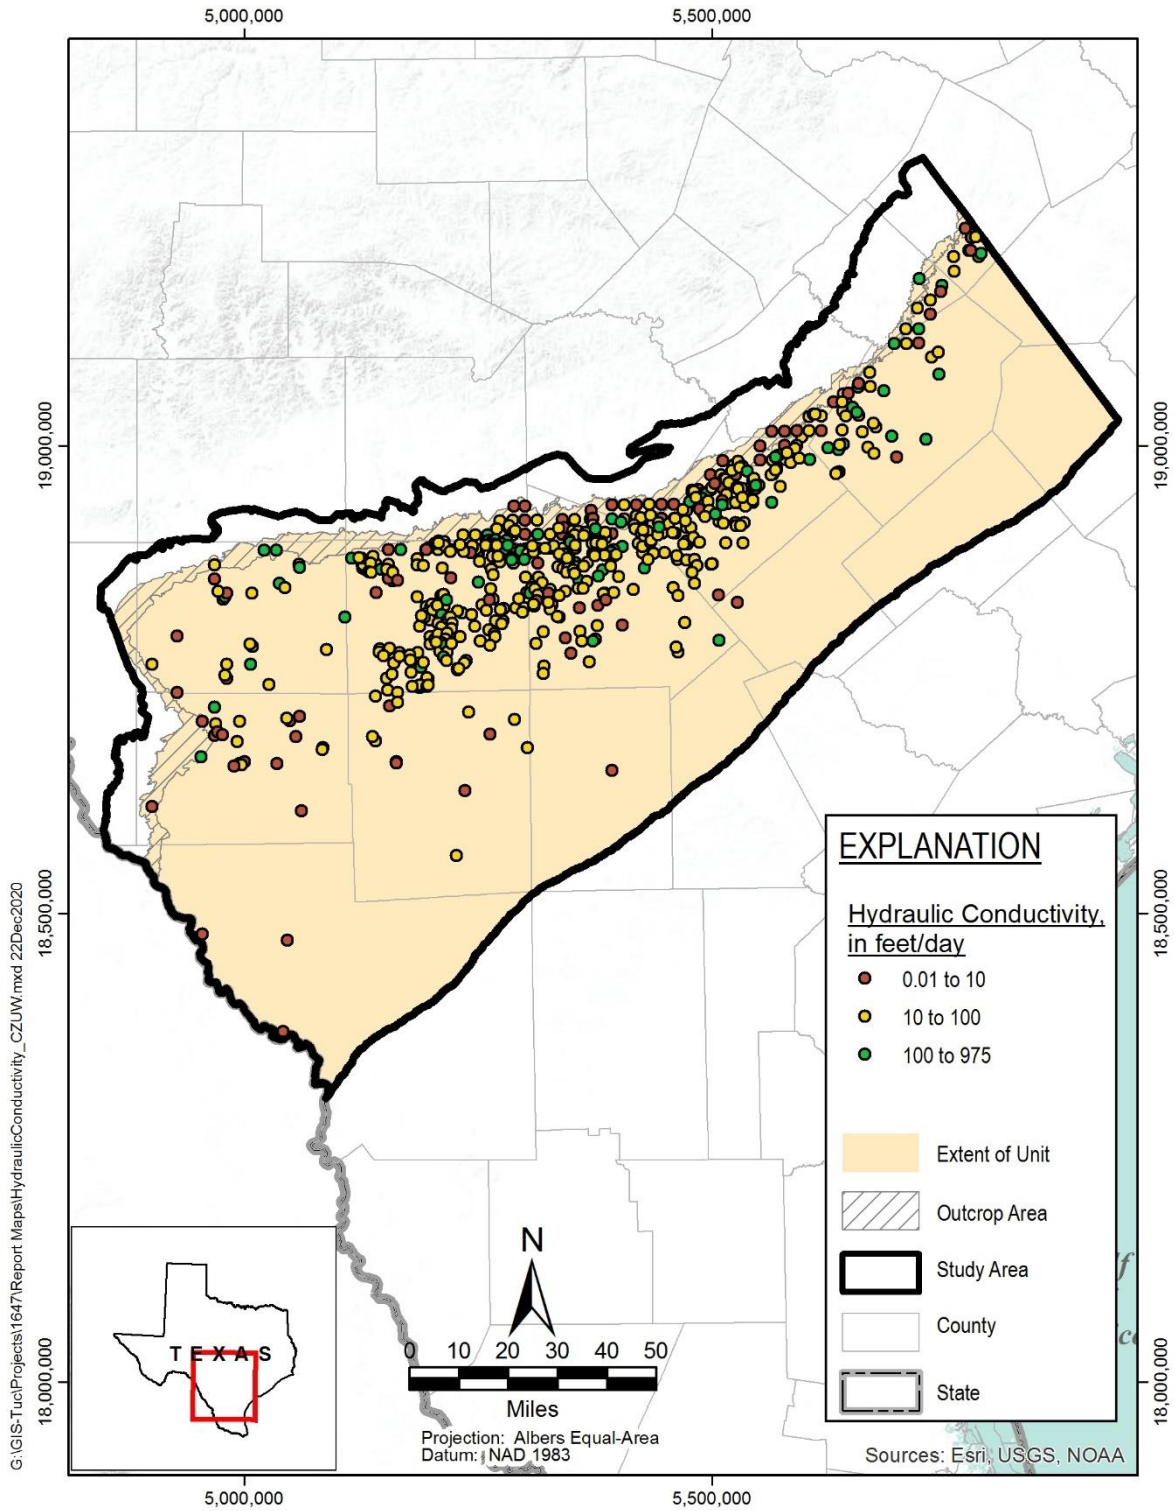 5,000,000
5,500,000
19,000,000
19,000,000
18,500,000
18,500,000
18,000,000
18,000,000
G:\GIS-Tuc\Projects\1647\Report Maps\HydraulicConductivity_CZUW.mxd 22Dec2020
EXPLANATION
Hydraulic Conductivity,
in feet/day
0.01 to 10
10 to 100
100 to 975
Extent of Unit
Outcrop Area
Study Area
County
State
TEXAS
N
0 10 20 30 40 50
Miles
Projection: Albers Equal-Area
Datum: NAD 1983
Sources: Esri, USGS, NOAA
5,000,000
5,500,000